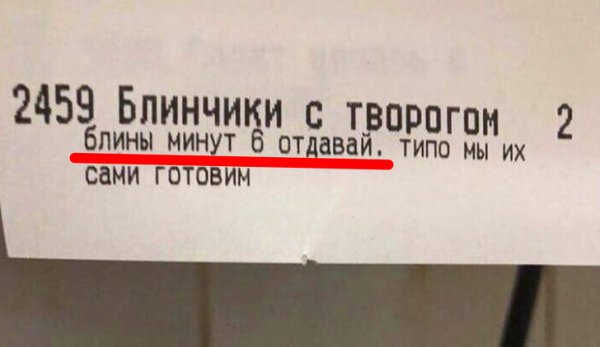 2459 Блинчики с творогом 2
блины минут 6 отдавай. типо мы их
сами готовим